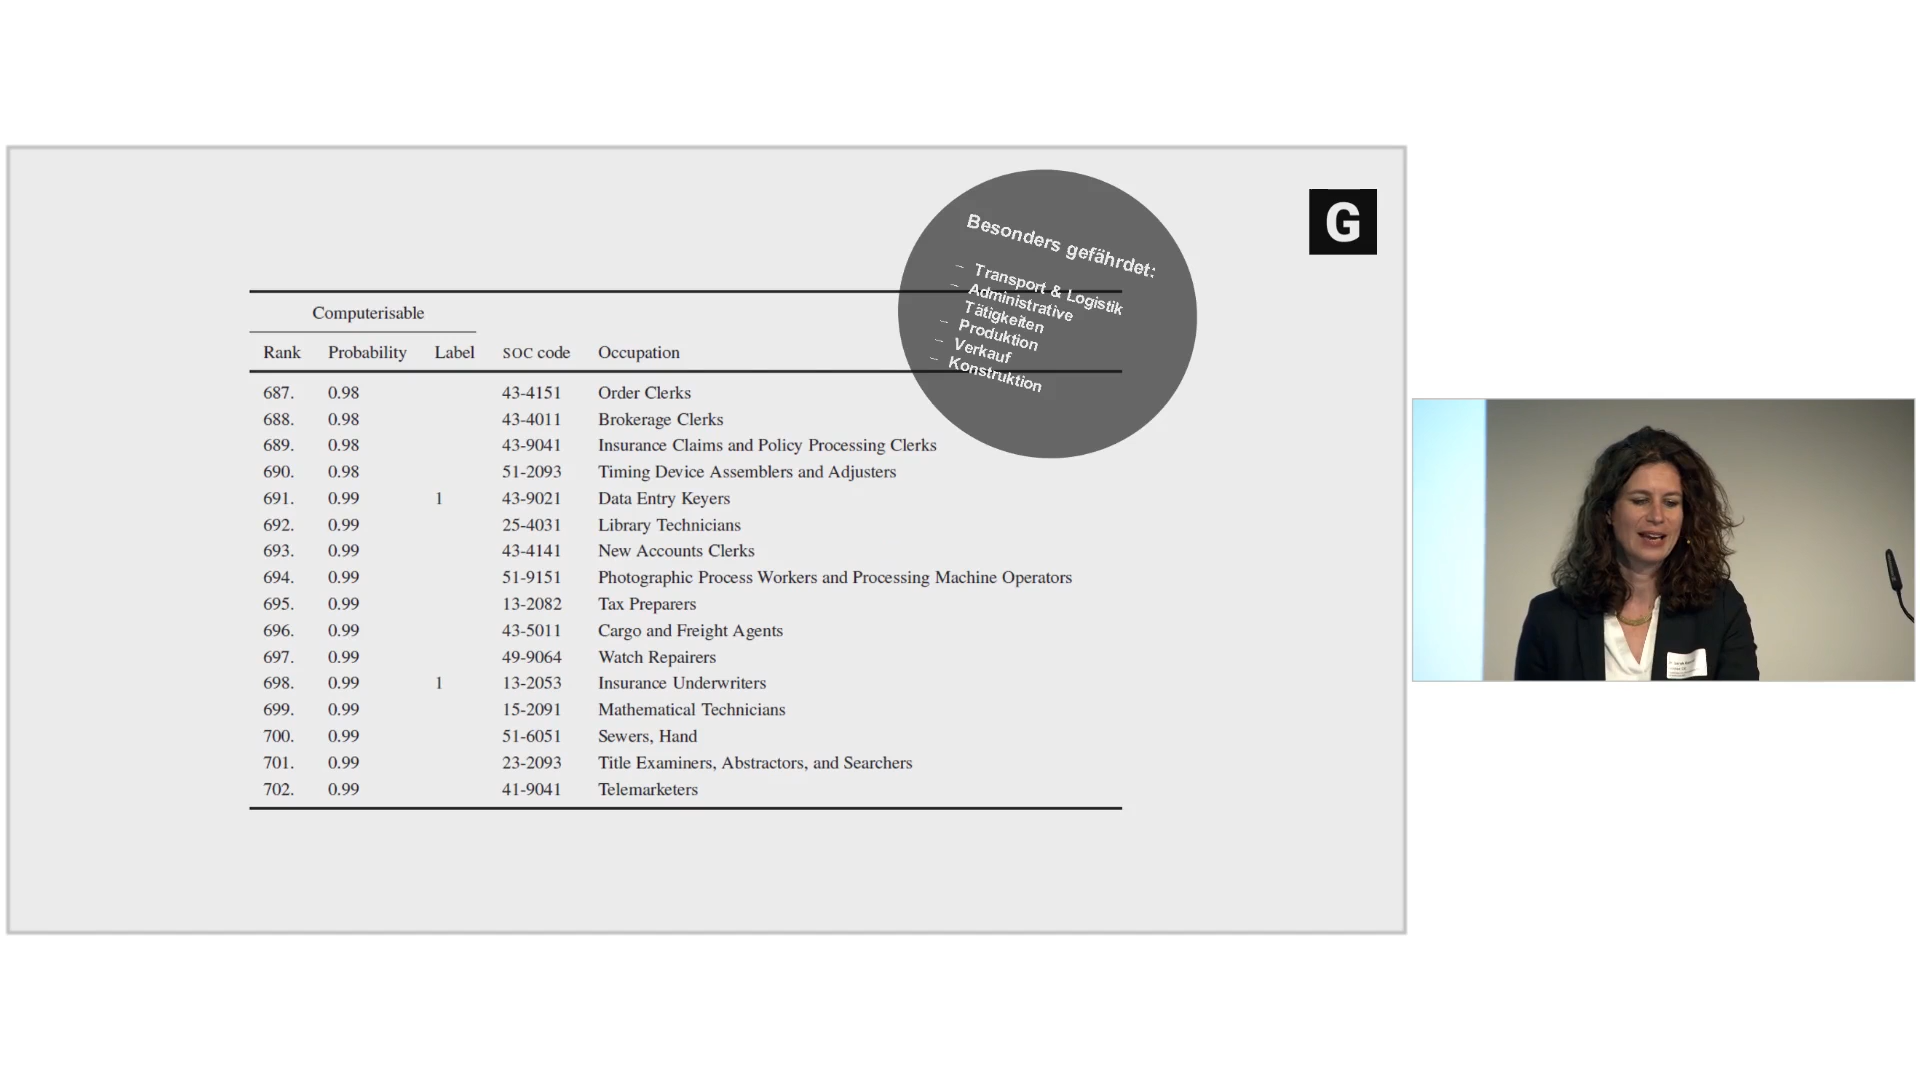 G
Besonders gefährdet:
– Transport & Logistik
– Administrative
Tätigkeiten
– Produktion
– Verkauf
– Konstruktion
Computerisable
Rank Probability Label SOC code Occupation
687. 0.98 43-4151 Order Clerks
688. 0.98 43-4011 Brokerage Clerks
689. 0.98 43-9041 Insurance Claims and Policy Processing Clerks
690. 0.98 51-2093 Timing Device Assemblers and Adjusters
691. 0.99 1 43-9021 Data Entry Keyers
692. 0.99 25-4031 Library Technicians
693. 0.99 43-4141 New Accounts Clerks
694. 0.99 51-9151 Photographic Process Workers and Processing Machine Operators
695. 0.99 13-2082 Tax Preparers
696. 0.99 43-5011 Cargo and Freight Agents
697. 0.99 49-9064 Watch Repairers
698. 0.99 1 13-2053 Insurance Underwriters
699. 0.99 15-2091 Mathematical Technicians
700. 0.99 51-6051 Sewers, Hand
701. 0.99 23-2093 Title Examiners, Abstractors, and Searchers
702. 0.99 41-9041 Telemarketers